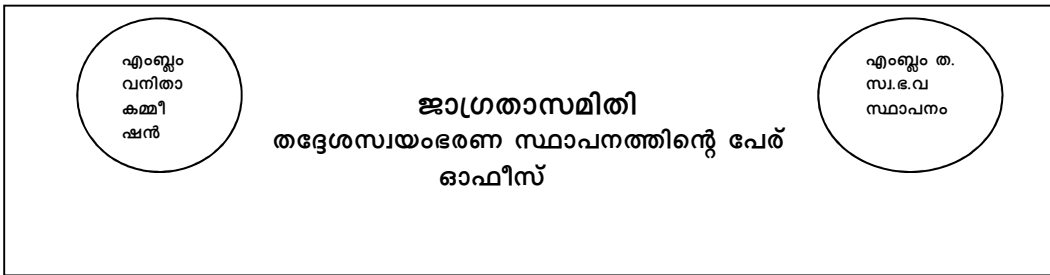 എംബ്ലം
വനിതാ
കമ്മീ
ഷൻ
ജാഗ്രതാസമിതി
തദ്ദേശസ്വയംഭരണ സ്ഥാപനത്തിന്റെ പേര്
ഓഫീസ്
എംബ്ലം ത.
സ്വ.ഭ.വ
സ്ഥാപനം